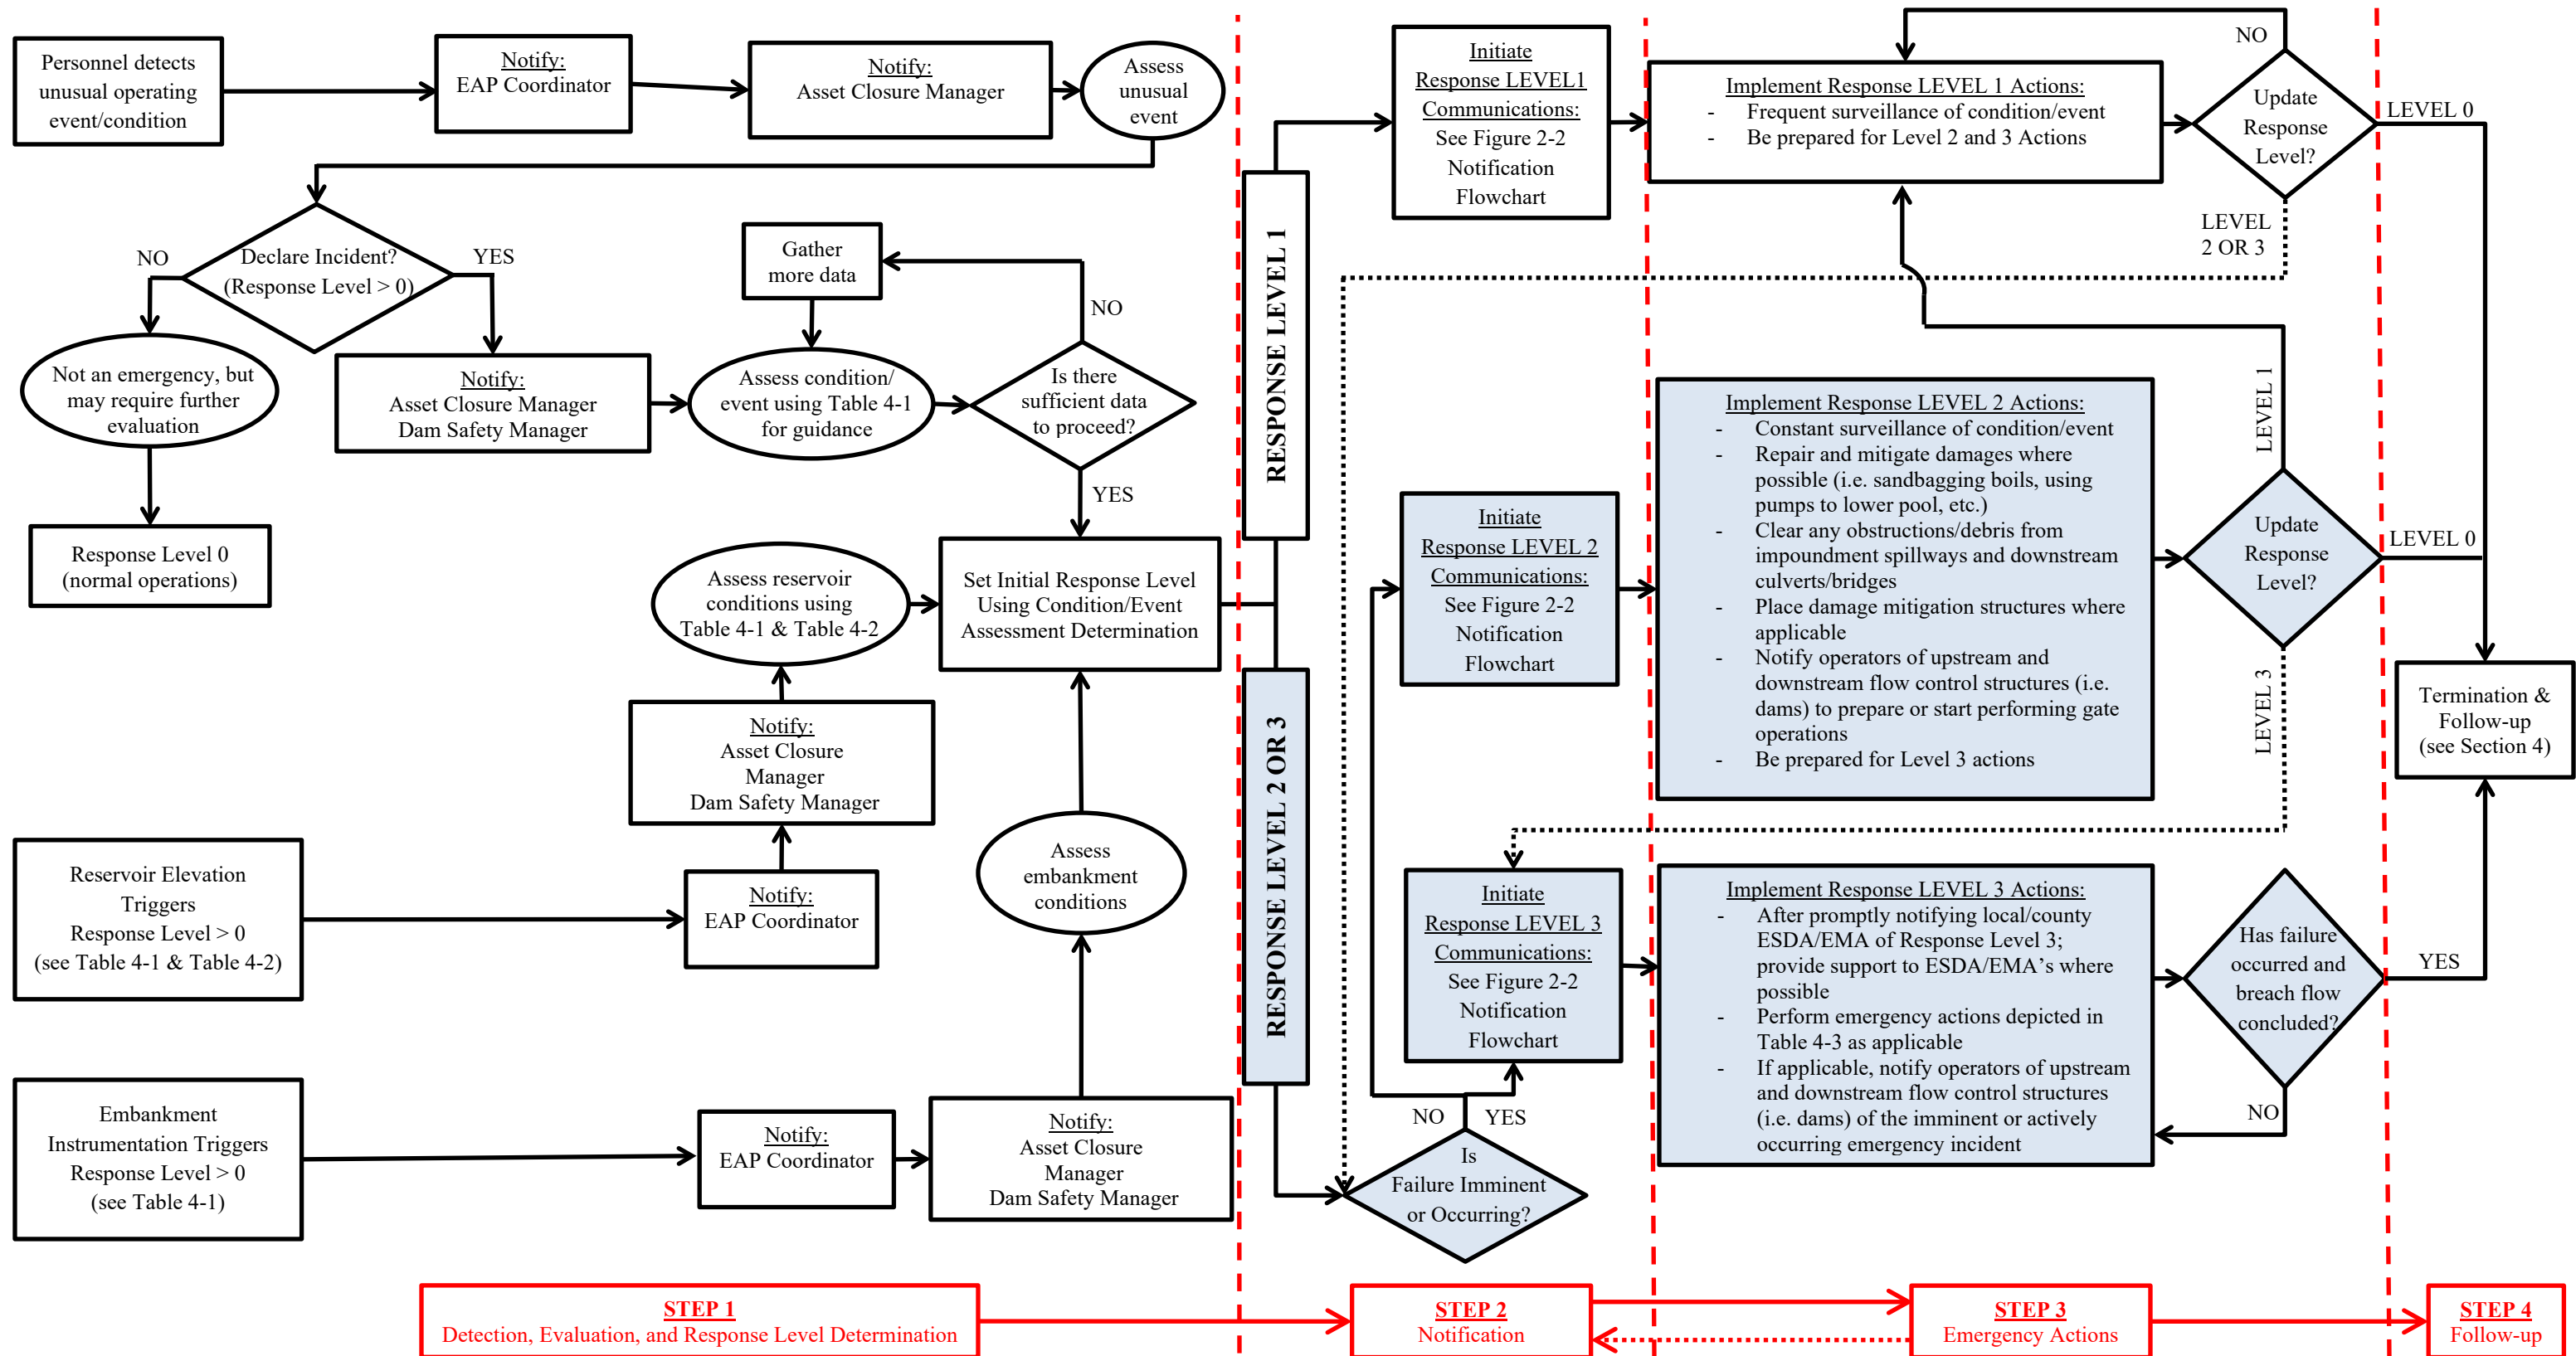 Personnel detects
unusual operating
event/condition
Notify:
EAP Coordinator
Notify:
Asset Closure Manager
Assess
unusual
event
Declare Incident?
(Response Level > 0)
NO
YES
Not an emergency, but
may require further
evaluation
Response Level 0
(normal operations)
Notify:
Asset Closure Manager
Dam Safety Manager
Gather
more data
Assess condition/
event using Table 4-1
for guidance
Is there
sufficient data
to proceed?
NO
YES
Assess reservoir
conditions using
Table 4-1 & Table 4-2
Set Initial Response Level
Using Condition/Event
Assessment Determination
Notify:
Asset Closure
Manager
Dam Safety Manager
Reservoir Elevation
Triggers
Response Level > 0
(see Table 4-1 & Table 4-2)
Notify:
EAP Coordinator
Assess
embankment
conditions
Embankment
Instrumentation Triggers
Response Level > 0
(see Table 4-1)
Notify:
EAP Coordinator
Notify:
Asset Closure
Manager
Dam Safety Manager
RESPONSE LEVEL 1
RESPONSE LEVEL 2 OR 3
Initiate
Response LEVEL1
Communications:
See Figure 2-2
Notification
Flowchart
Implement Response LEVEL 1 Actions:
- Frequent surveillance of condition/event
- Be prepared for Level 2 and 3 Actions
NO
Update
Response
Level?
LEVEL 0
LEVEL
2 OR 3
Initiate
Response LEVEL 2
Communications:
See Figure 2-2
Notification
Flowchart
Implement Response LEVEL 2 Actions:
- Constant surveillance of condition/event
- Repair and mitigate damages where
possible (i.e. sandbagging boils, using
pumps to lower pool, etc.)
- Clear any obstructions/debris from
impoundment spillways and downstream
culverts/bridges
- Place damage mitigation structures where
applicable
- Notify operators of upstream and
downstream flow control structures (i.e.
dams) to prepare or start performing gate
operations
- Be prepared for Level 3 actions
LEVEL 1
Update
Response
Level?
LEVEL 0
LEVEL 3
Termination &
Follow-up
(see Section 4)
Initiate
Response LEVEL 3
Communications:
See Figure 2-2
Notification
Flowchart
Implement Response LEVEL 3 Actions:
- After promptly notifying local/county
ESDA/EMA of Response Level 3;
provide support to ESDA/EMA’s where
possible
- Perform emergency actions depicted in
Table 4-3 as applicable
- If applicable, notify operators of upstream
and downstream flow control structures
(i.e. dams) of the imminent or actively
occurring emergency incident
Has failure
occurred and
breach flow
concluded?
YES
NO
NO
YES
Is
Failure Imminent
or Occurring?
STEP 1
Detection, Evaluation, and Response Level Determination
STEP 2
Notification
STEP 3
Emergency Actions
STEP 4
Follow-up